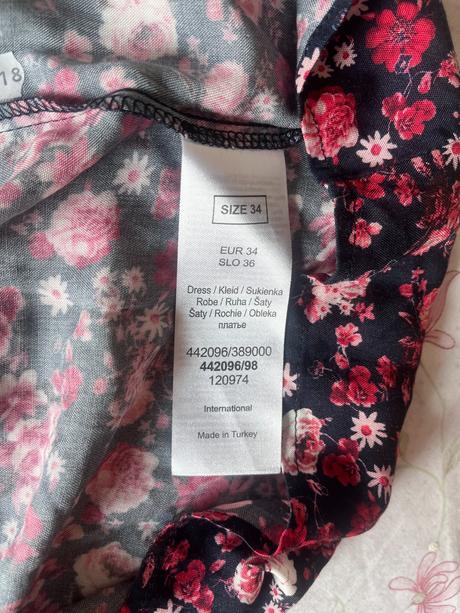 18
SIZE 34
EUR 34
SLO 36
Dress / Kleid / Sukienka
Robe / Ruha / Šaty
Šaty / Rochie / Obleka
платье
442096/389000
442096/98
120974
International
Made in Turkey